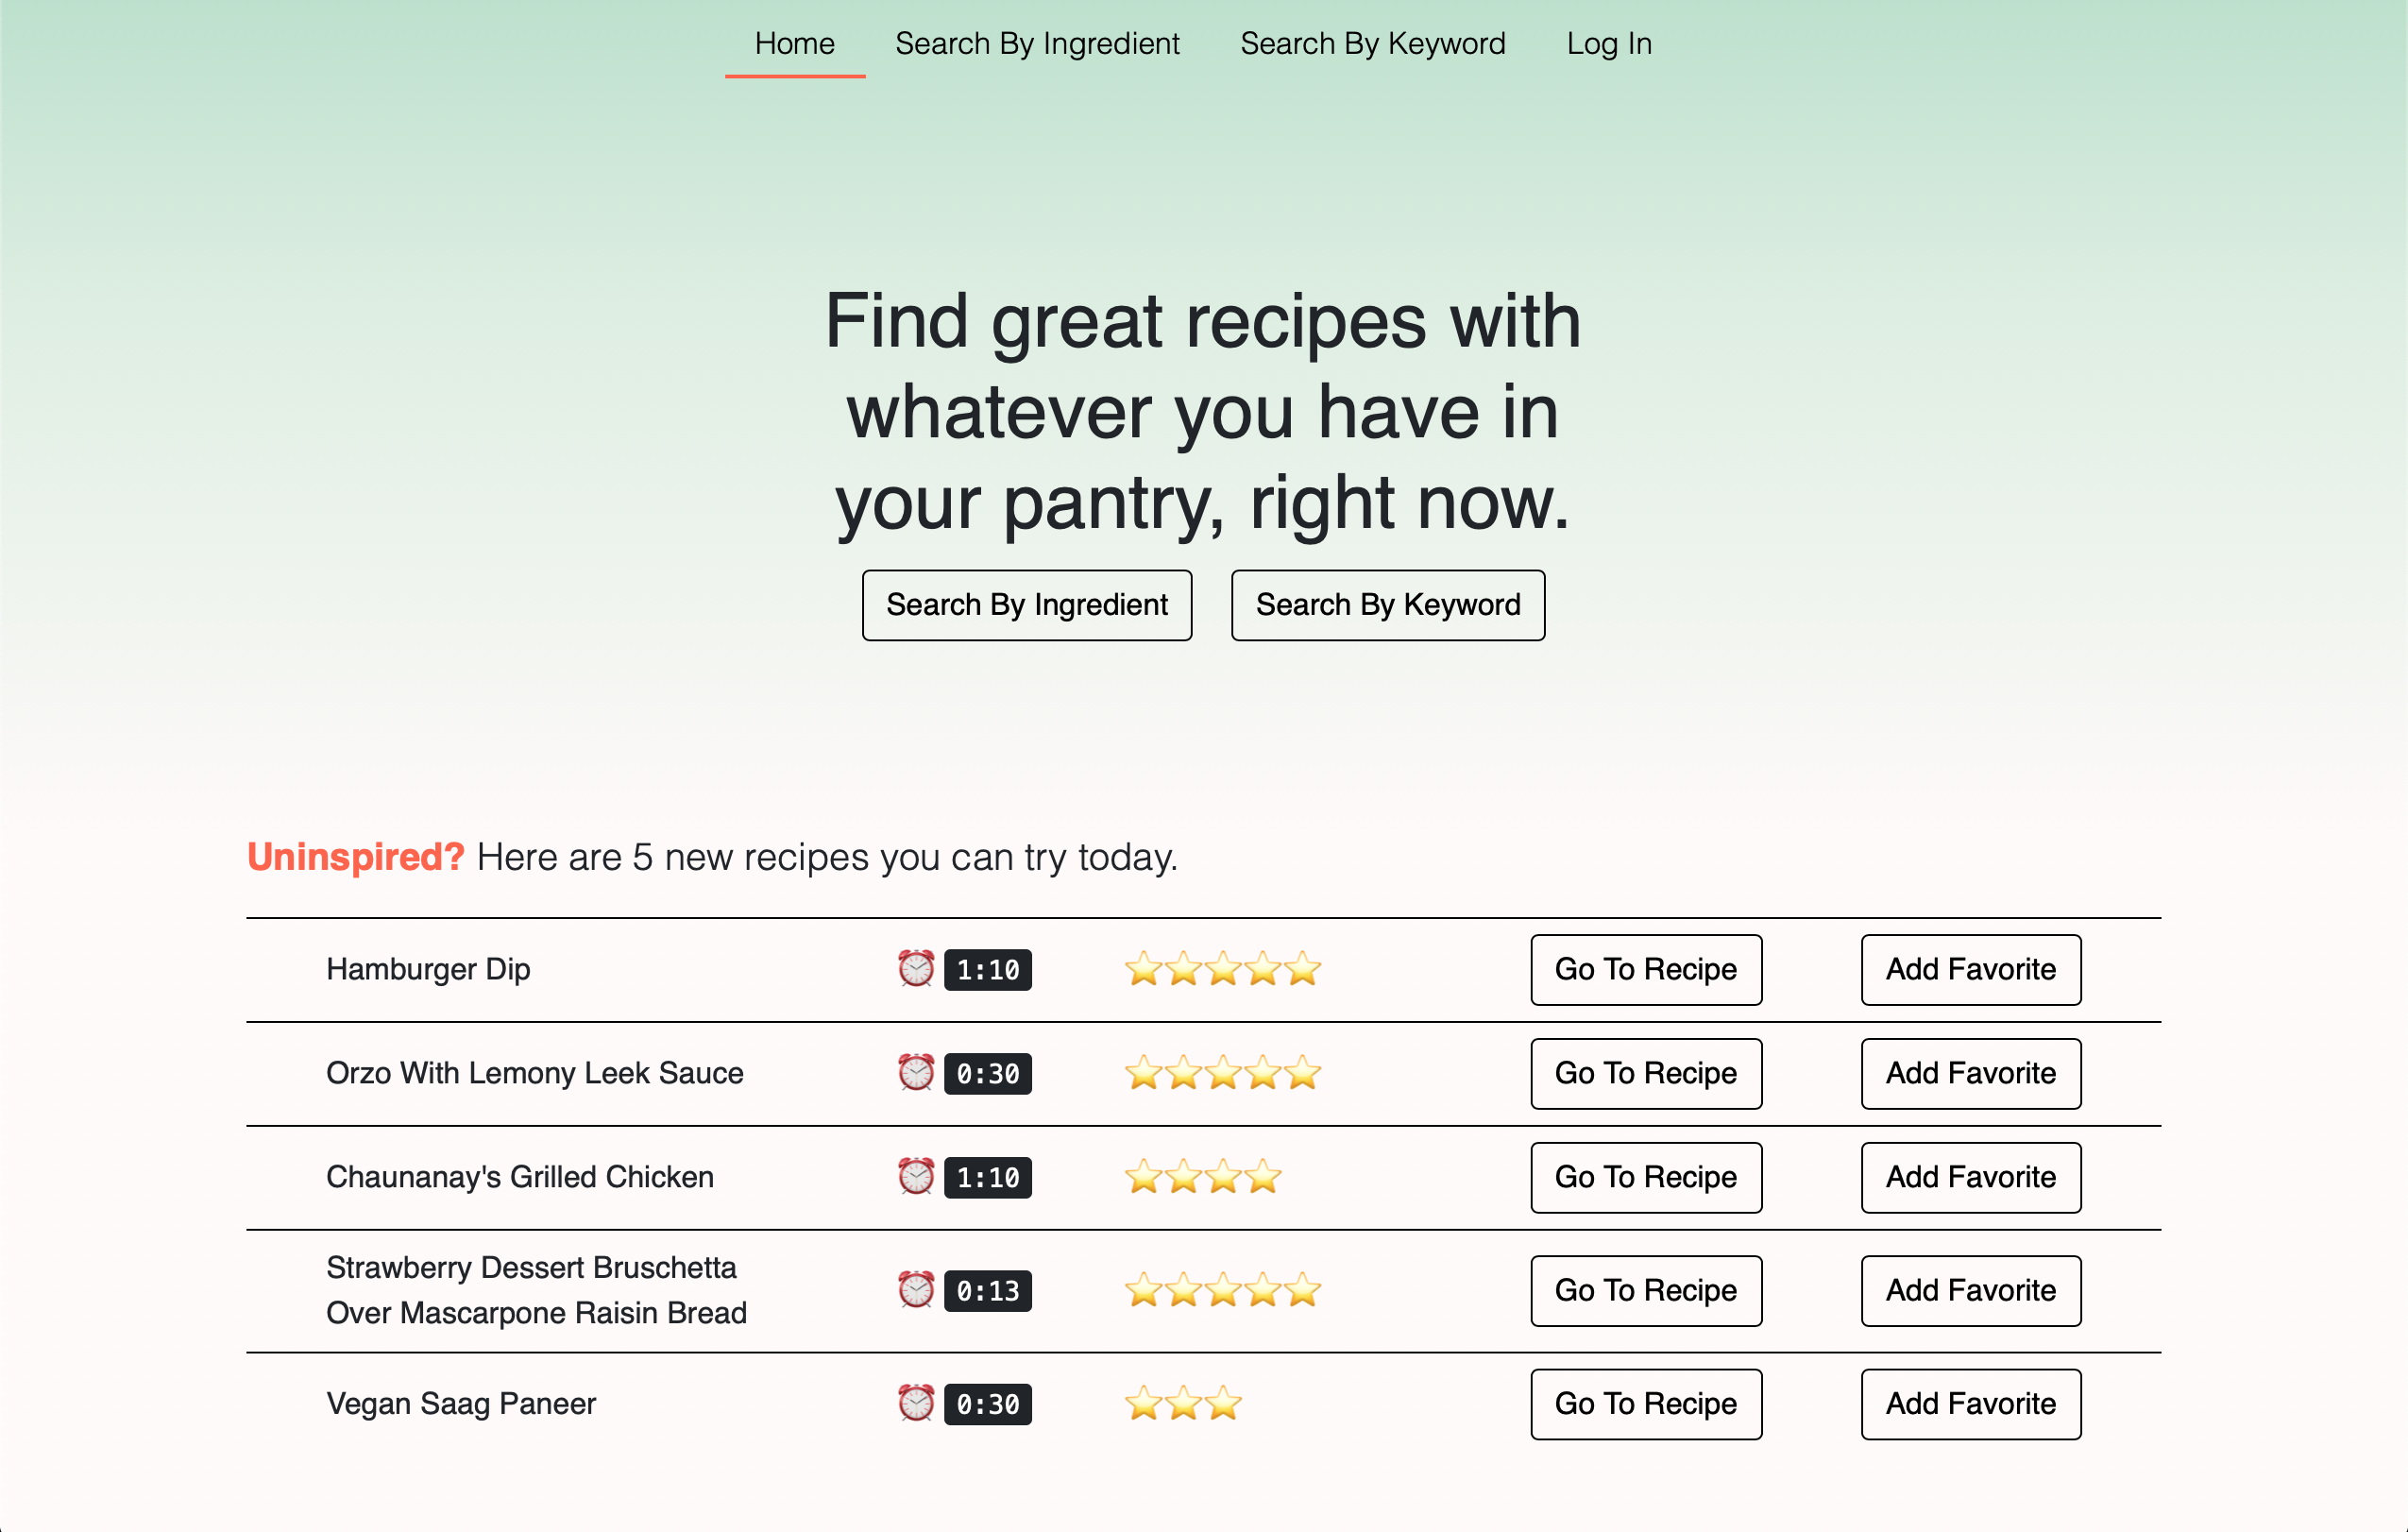 Home Search By Ingredient Search By Keyword Log In
Find great recipes with
whatever you have in
your pantry, right now.
Search By Ingredient Search By Keyword
Uninspired? Here are 5 new recipes you can try today.
Hamburger Dip 1:10 Go To Recipe Add Favorite
Orzo With Lemony Leek Sauce 0:30 Go To Recipe Add Favorite
Chaunanay's Grilled Chicken 1:10 Go To Recipe Add Favorite
Strawberry Dessert Bruschetta
Over Mascarpone Raisin Bread 0:13 Go To Recipe Add Favorite
Vegan Saag Paneer 0:30 Go To Recipe Add Favorite